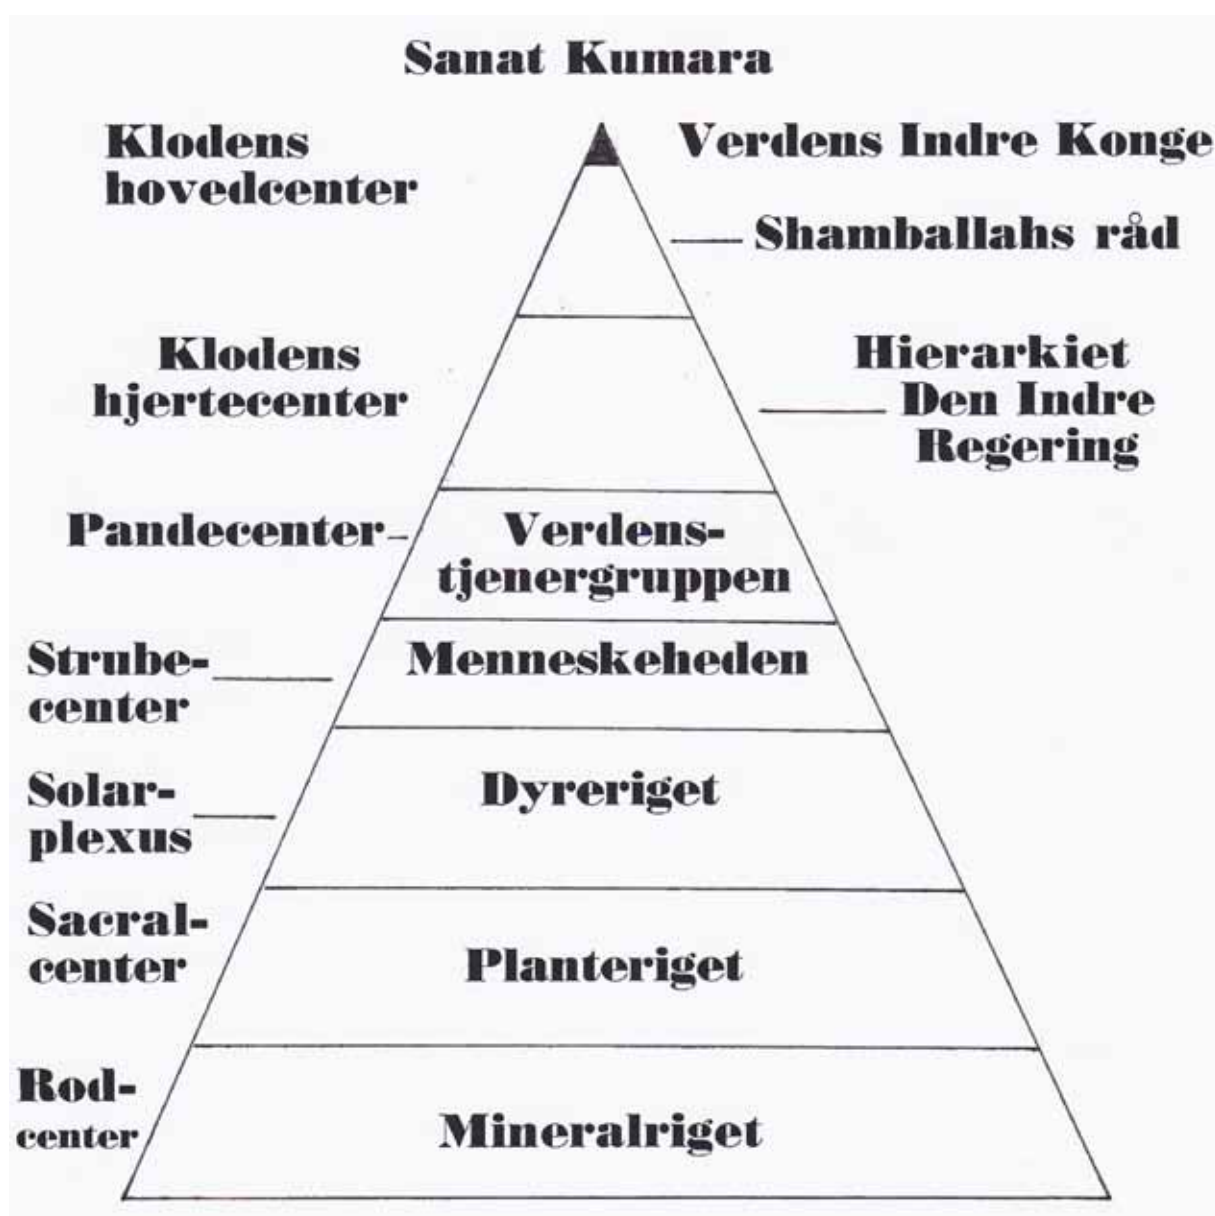 Sanat Kumara
Klodens
hovedcenter
Verdens Indre Konge
Shamballahs råd
Klodens
hjertecenter
Hierarkiet
Den Indre
Regering
Pandecenter
Verdens-
tjenergruppen
Strube-
center
Menneskeheden
Solar-
plexus
Dyreriget
Sacral-
center
Planteriget
Rod-
center
Mineralriget